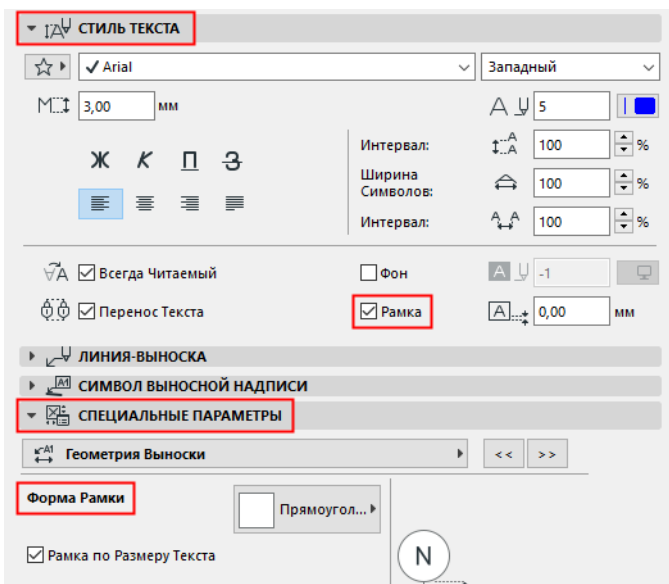 СТИЛЬ ТЕКСТА
Arial
Западный
3,00 мм
5
Ж К П З
Интервал: 100 %
Ширина Символов: 100 %
Интервал: 100 %
Всегда Читаемый
Фон
-1
Перенос Текста
Рамка
0,00 мм
ЛИНИЯ-ВЫНОСКА
СИМВОЛ ВЫНОСНОЙ НАДПИСИ
СПЕЦИАЛЬНЫЕ ПАРАМЕТРЫ
Геометрия Выноски
<< >>
Форма Рамки
Прямоугол...
Рамка по Размеру Текста
N